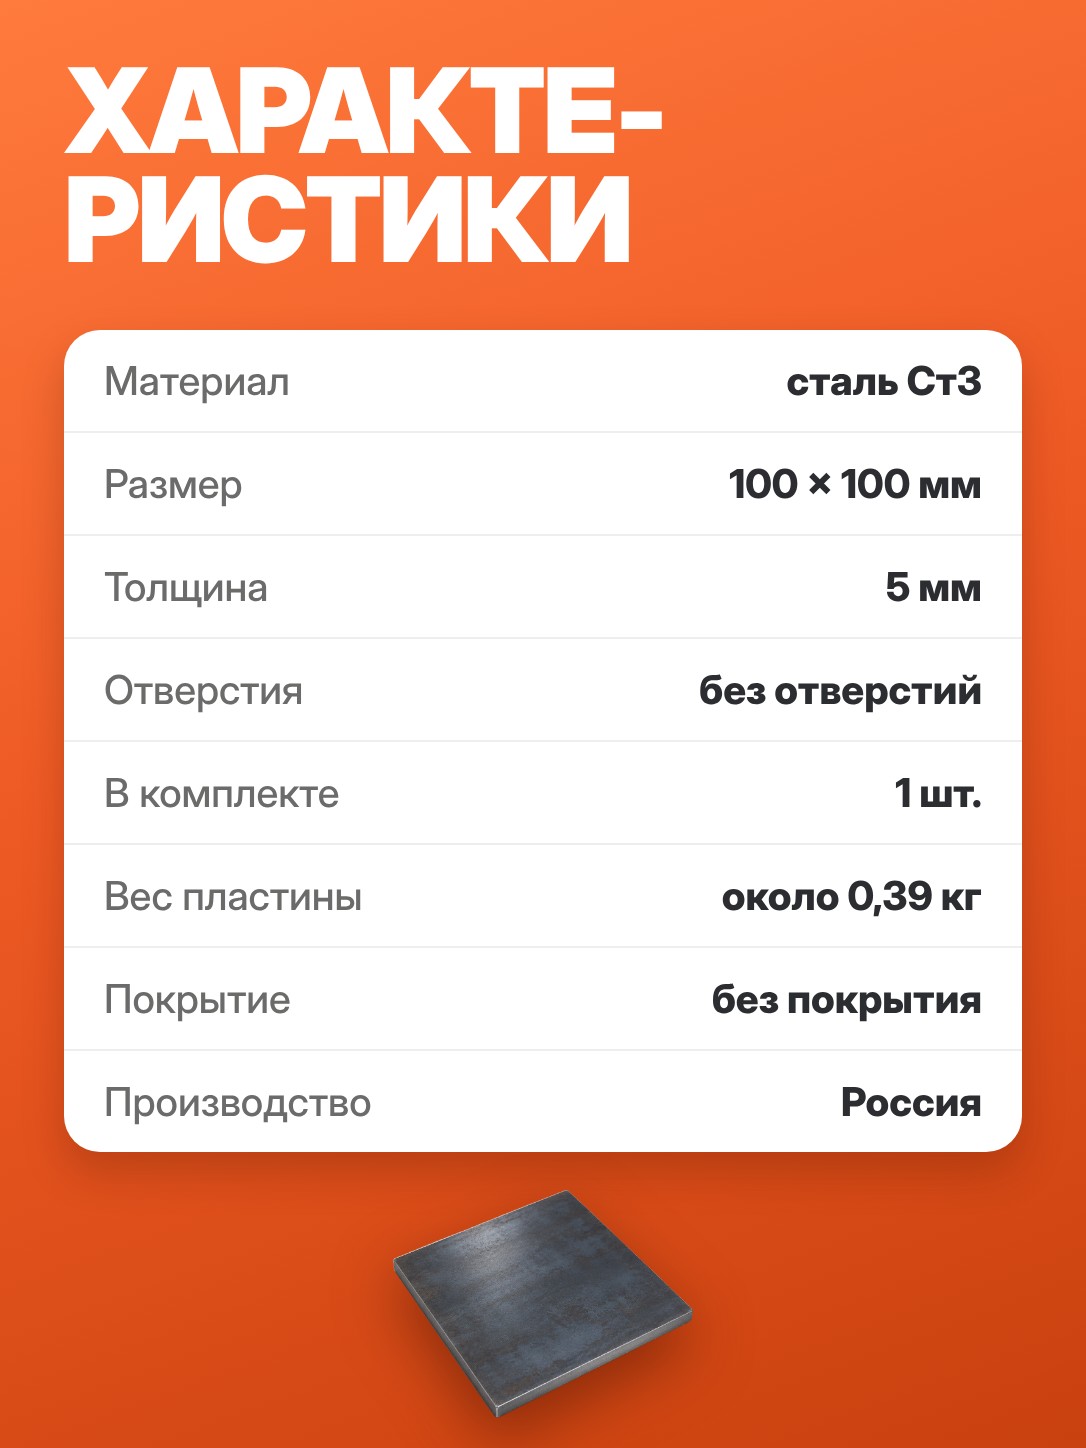 ХАРАКТЕ-
РИСТИКИ
Материал сталь Ст3
Размер 100 × 100 мм
Толщина 5 мм
Отверстия без отверстий
В комплекте 1 шт.
Вес пластины около 0,39 кг
Покрытие без покрытия
Производство Россия